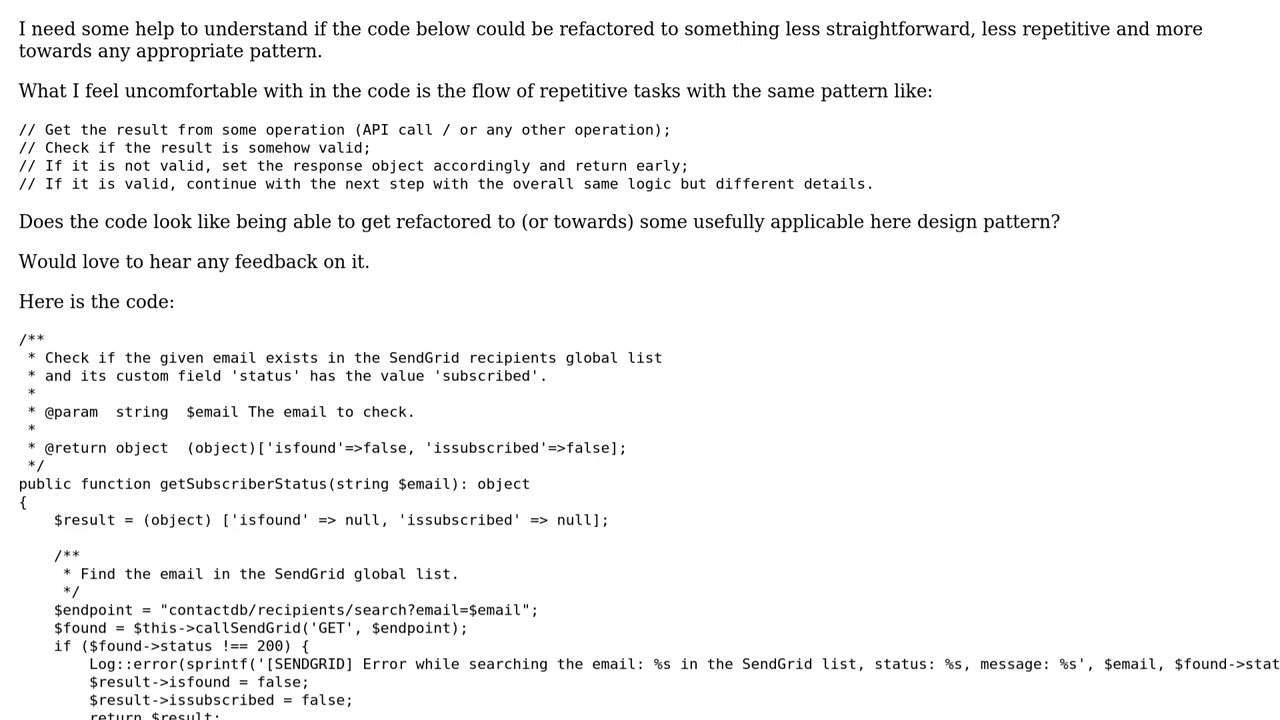 I need some help to understand if the code below could be refactored to something less straightforward, less repetitive and more
towards any appropriate pattern.
What I feel uncomfortable with in the code is the flow of repetitive tasks with the same pattern like:
// Get the result from some operation (API call / or any other operation);
// Check if the result is somehow valid;
// If it is not valid, set the response object accordingly and return early;
// If it is valid, continue with the next step with the overall same logic but different details.
Does the code look like being able to get refactored to (or towards) some usefully applicable here design pattern?
Would love to hear any feedback on it.
Here is the code:
/**
 * Check if the given email exists in the SendGrid recipients global list
 * and its custom field 'status' has the value 'subscribed'.
 *
 * @param  string  $email The email to check.
 *
 * @return object  (object)['isfound'=>false, 'issubscribed'=>false];
 */
public function getSubscriberStatus(string $email): object
{
    $result = (object) ['isfound' => null, 'issubscribed' => null];
    /**
     * Find the email in the SendGrid global list.
     */
    $endpoint = "contactdb/recipients/search?email=$email";
    $found = $this->callSendGrid('GET', $endpoint);
    if ($found->status !== 200) {
        Log::error(sprintf('[SENDGRID] Error while searching the email: %s in the SendGrid list, status: %s, message: %s', $email, $found->stat
        $result->isfound = false;
        $result->issubscribed = false;
        return $result;